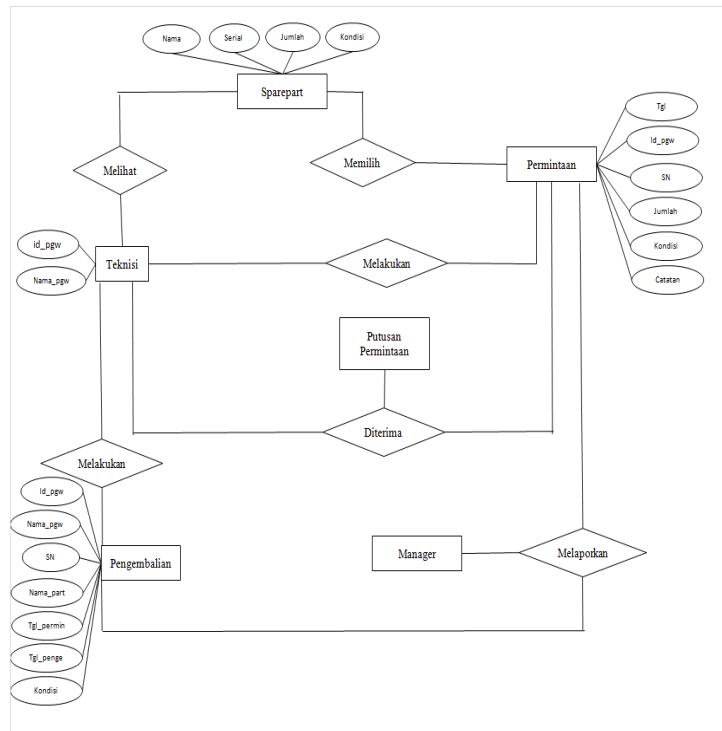 Nama
Serial
Jumlah
Kondisi
Sparepart
Melihat
Memilih
Permintaan
Tgl
Id_pgw
SN
Jumlah
Kondisi
Catatan
id_pgw
Nama_pgw
Teknisi
Melakukan
Putusan
Permintaan
Diterima
Melakukan
Id_pgw
Nama_pgw
SN
Nama_part
Tgl_permin
Tgl_penge
Kondisi
Pengembalian
Manager
Melaporkan